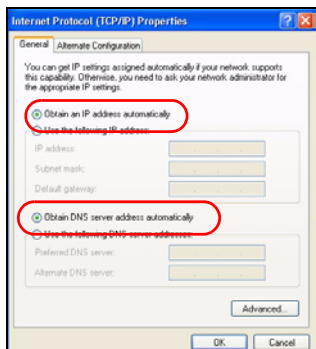 Internet Protocol (TCP/IP) Properties
General
Alternate Configuration
You can get IP settings assigned automatically if your network supports
this capability. Otherwise, you need to ask your network administrator for
the appropriate IP settings.
Obtain an IP address automatically
Use the following IP address:
IP address:
Subnet mask:
Default gateway:
Obtain DNS server address automatically
Use the following DNS server addresses:
Preferred DNS server:
Alternate DNS server:
Advanced...
OK
Cancel